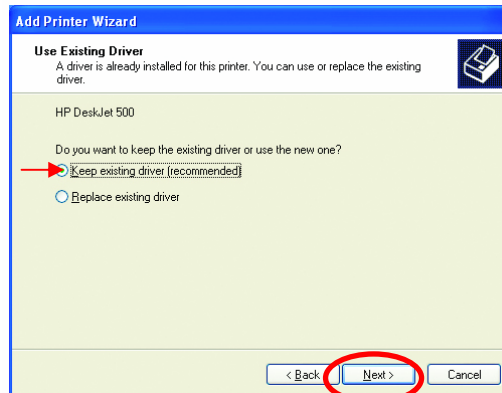 Add Printer Wizard
Use Existing Driver
A driver is already installed for this printer. You can use or replace the existing
driver.
HP DeskJet 500
Do you want to keep the existing driver or use the new one?
Keep existing driver (recommended)
Replace existing driver
< Back
Next >
Cancel